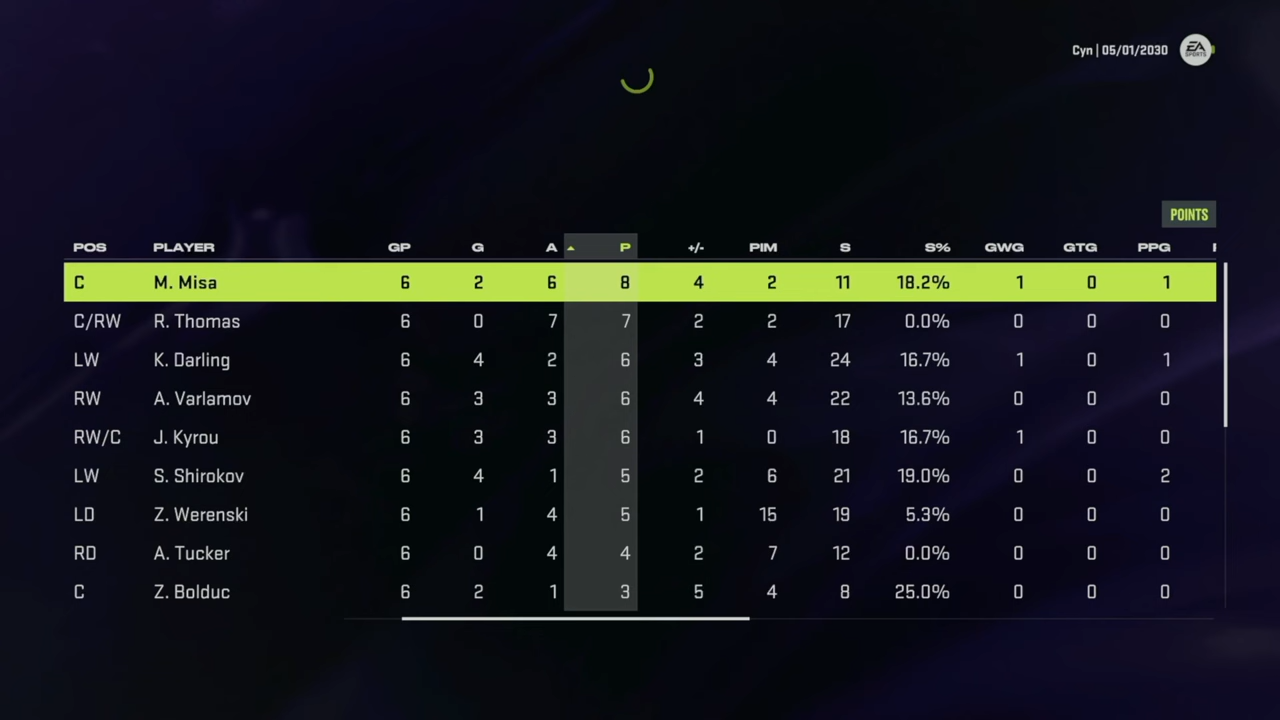 Cyn | 05/01/2030 EA SPORTS
POINTS
POS PLAYER GP G A P +/- PIM S S% GWG GTG PPG
C M. Misa 6 2 6 8 4 2 11 18.2% 1 0 1
C/RW R. Thomas 6 0 7 7 2 2 17 0.0% 0 0 0
LW K. Darling 6 4 2 6 3 4 24 16.7% 1 0 1
RW A. Varlamov 6 3 3 6 4 4 22 13.6% 0 0 0
RW/C J. Kyrou 6 3 3 6 1 0 18 16.7% 1 0 0
LW S. Shirokov 6 4 1 5 2 6 21 19.0% 0 0 2
LD Z. Werenski 6 1 4 5 1 15 19 5.3% 0 0 0
RD A. Tucker 6 0 4 4 2 7 12 0.0% 0 0 0
C Z. Bolduc 6 2 1 3 5 4 8 25.0% 0 0 0